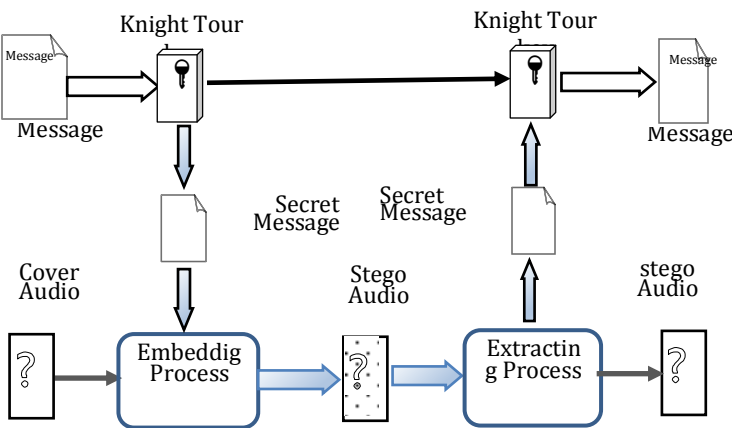 Knight Tour
Knight Tour
Message
Message
Message
Message
Secret
Message
Secret
Message
Cover
Audio
Stego
Audio
stego
Audio
?
?
?
Embeddig
Process
Extractin
g Process